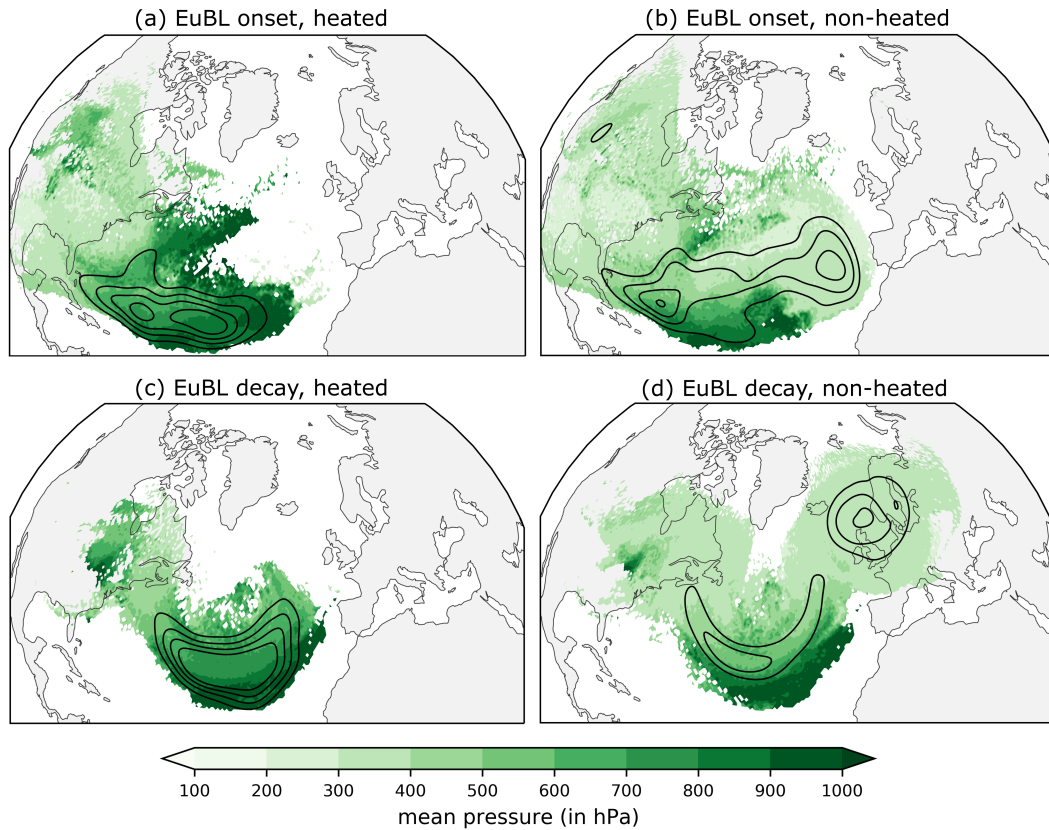 (a) EuBL onset, heated
(b) EuBL onset, non-heated
(c) EuBL decay, heated
(d) EuBL decay, non-heated
100 200 300 400 500 600 700 800 900 1000
mean pressure (in hPa)